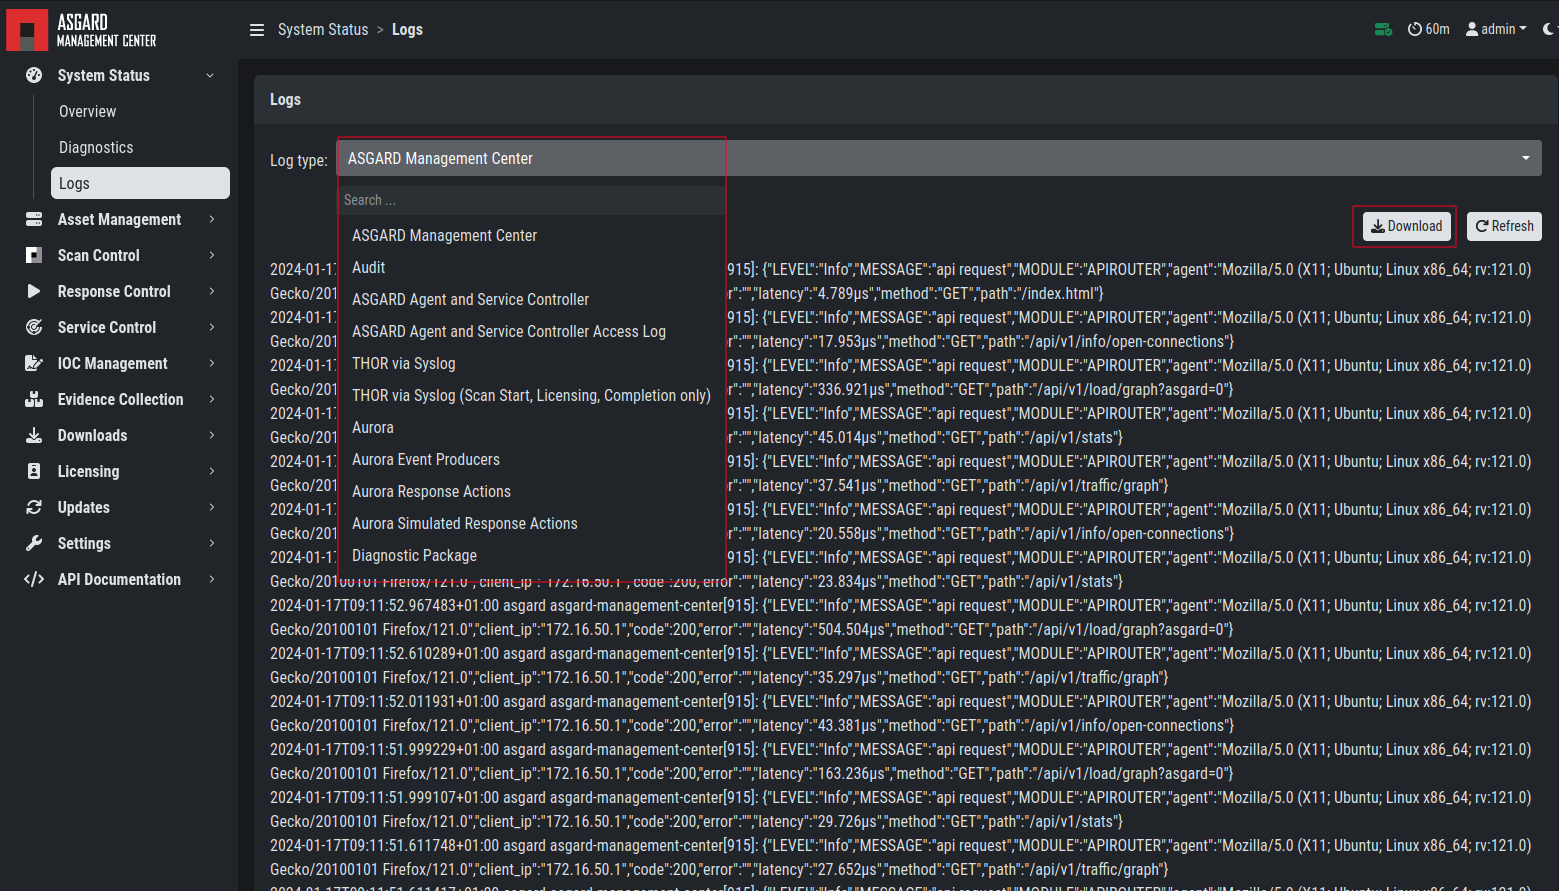 ASGARD
MANAGEMENT CENTER
System Status > Logs
60m
admin
System Status
Overview
Diagnostics
Logs
Asset Management
Scan Control
Response Control
Service Control
IOC Management
Evidence Collection
Downloads
Licensing
Updates
Settings
API Documentation
Logs
Log type:
ASGARD Management Center
Search ...
ASGARD Management Center
Audit
ASGARD Agent and Service Controller
ASGARD Agent and Service Controller Access Log
THOR via Syslog
THOR via Syslog (Scan Start, Licensing, Completion only)
Aurora
Aurora Event Producers
Aurora Response Actions
Aurora Simulated Response Actions
Diagnostic Package
Download
Refresh
2024-01-17 915]: {"LEVEL":"Info","MESSAGE":"api request","MODULE":"APIROUTER","agent":"Mozilla/5.0 (X11; Ubuntu; Linux x86_64; rv:121.0)
Gecko/201 r":"","latency":"4.789µs","method":"GET","path":"/index.html"}
2024-01-17 915]: {"LEVEL":"Info","MESSAGE":"api request","MODULE":"APIROUTER","agent":"Mozilla/5.0 (X11; Ubuntu; Linux x86_64; rv:121.0)
Gecko/201 r":"","latency":"17.953µs","method":"GET","path":"/api/v1/info/open-connections"}
2024-01-17 915]: {"LEVEL":"Info","MESSAGE":"api request","MODULE":"APIROUTER","agent":"Mozilla/5.0 (X11; Ubuntu; Linux x86_64; rv:121.0)
Gecko/201 r":"","latency":"336.921µs","method":"GET","path":"/api/v1/load/graph?asgard=0"}
2024-01-17 915]: {"LEVEL":"Info","MESSAGE":"api request","MODULE":"APIROUTER","agent":"Mozilla/5.0 (X11; Ubuntu; Linux x86_64; rv:121.0)
Gecko/201 r":"","latency":"45.014µs","method":"GET","path":"/api/v1/stats"}
2024-01-17 915]: {"LEVEL":"Info","MESSAGE":"api request","MODULE":"APIROUTER","agent":"Mozilla/5.0 (X11; Ubuntu; Linux x86_64; rv:121.0)
Gecko/201 r":"","latency":"37.541µs","method":"GET","path":"/api/v1/traffic/graph"}
2024-01-17 915]: {"LEVEL":"Info","MESSAGE":"api request","MODULE":"APIROUTER","agent":"Mozilla/5.0 (X11; Ubuntu; Linux x86_64; rv:121.0)
Gecko/201 r":"","latency":"20.558µs","method":"GET","path":"/api/v1/info/open-connections"}
2024-01-17 915]: {"LEVEL":"Info","MESSAGE":"api request","MODULE":"APIROUTER","agent":"Mozilla/5.0 (X11; Ubuntu; Linux x86_64; rv:121.0)
Gecko/20100101 Firefox/121.0","client_ip":"172.16.50.1","code":200,"error":"","latency":"23.834µs","method":"GET","path":"/api/v1/stats"}
2024-01-17T09:11:52.967483+01:00 asgard asgard-management-center[915]: {"LEVEL":"Info","MESSAGE":"api request","MODULE":"APIROUTER","agent":"Mozilla/5.0 (X11; Ubuntu; Linux x86_64; rv:121.0)
Gecko/20100101 Firefox/121.0","client_ip":"172.16.50.1","code":200,"error":"","latency":"504.504µs","method":"GET","path":"/api/v1/load/graph?asgard=0"}
2024-01-17T09:11:52.610289+01:00 asgard asgard-management-center[915]: {"LEVEL":"Info","MESSAGE":"api request","MODULE":"APIROUTER","agent":"Mozilla/5.0 (X11; Ubuntu; Linux x86_64; rv:121.0)
Gecko/20100101 Firefox/121.0","client_ip":"172.16.50.1","code":200,"error":"","latency":"35.297µs","method":"GET","path":"/api/v1/traffic/graph"}
2024-01-17T09:11:52.011931+01:00 asgard asgard-management-center[915]: {"LEVEL":"Info","MESSAGE":"api request","MODULE":"APIROUTER","agent":"Mozilla/5.0 (X11; Ubuntu; Linux x86_64; rv:121.0)
Gecko/20100101 Firefox/121.0","client_ip":"172.16.50.1","code":200,"error":"","latency":"43.381µs","method":"GET","path":"/api/v1/info/open-connections"}
2024-01-17T09:11:51.999229+01:00 asgard asgard-management-center[915]: {"LEVEL":"Info","MESSAGE":"api request","MODULE":"APIROUTER","agent":"Mozilla/5.0 (X11; Ubuntu; Linux x86_64; rv:121.0)
Gecko/20100101 Firefox/121.0","client_ip":"172.16.50.1","code":200,"error":"","latency":"163.236µs","method":"GET","path":"/api/v1/load/graph?asgard=0"}
2024-01-17T09:11:51.999107+01:00 asgard asgard-management-center[915]: {"LEVEL":"Info","MESSAGE":"api request","MODULE":"APIROUTER","agent":"Mozilla/5.0 (X11; Ubuntu; Linux x86_64; rv:121.0)
Gecko/20100101 Firefox/121.0","client_ip":"172.16.50.1","code":200,"error":"","latency":"29.726µs","method":"GET","path":"/api/v1/stats"}
2024-01-17T09:11:51.611748+01:00 asgard asgard-management-center[915]: {"LEVEL":"Info","MESSAGE":"api request","MODULE":"APIROUTER","agent":"Mozilla/5.0 (X11; Ubuntu; Linux x86_64; rv:121.0)
Gecko/20100101 Firefox/121.0","client_ip":"172.16.50.1","code":200,"error":"","latency":"27.652µs","method":"GET","path":"/api/v1/traffic/graph"}